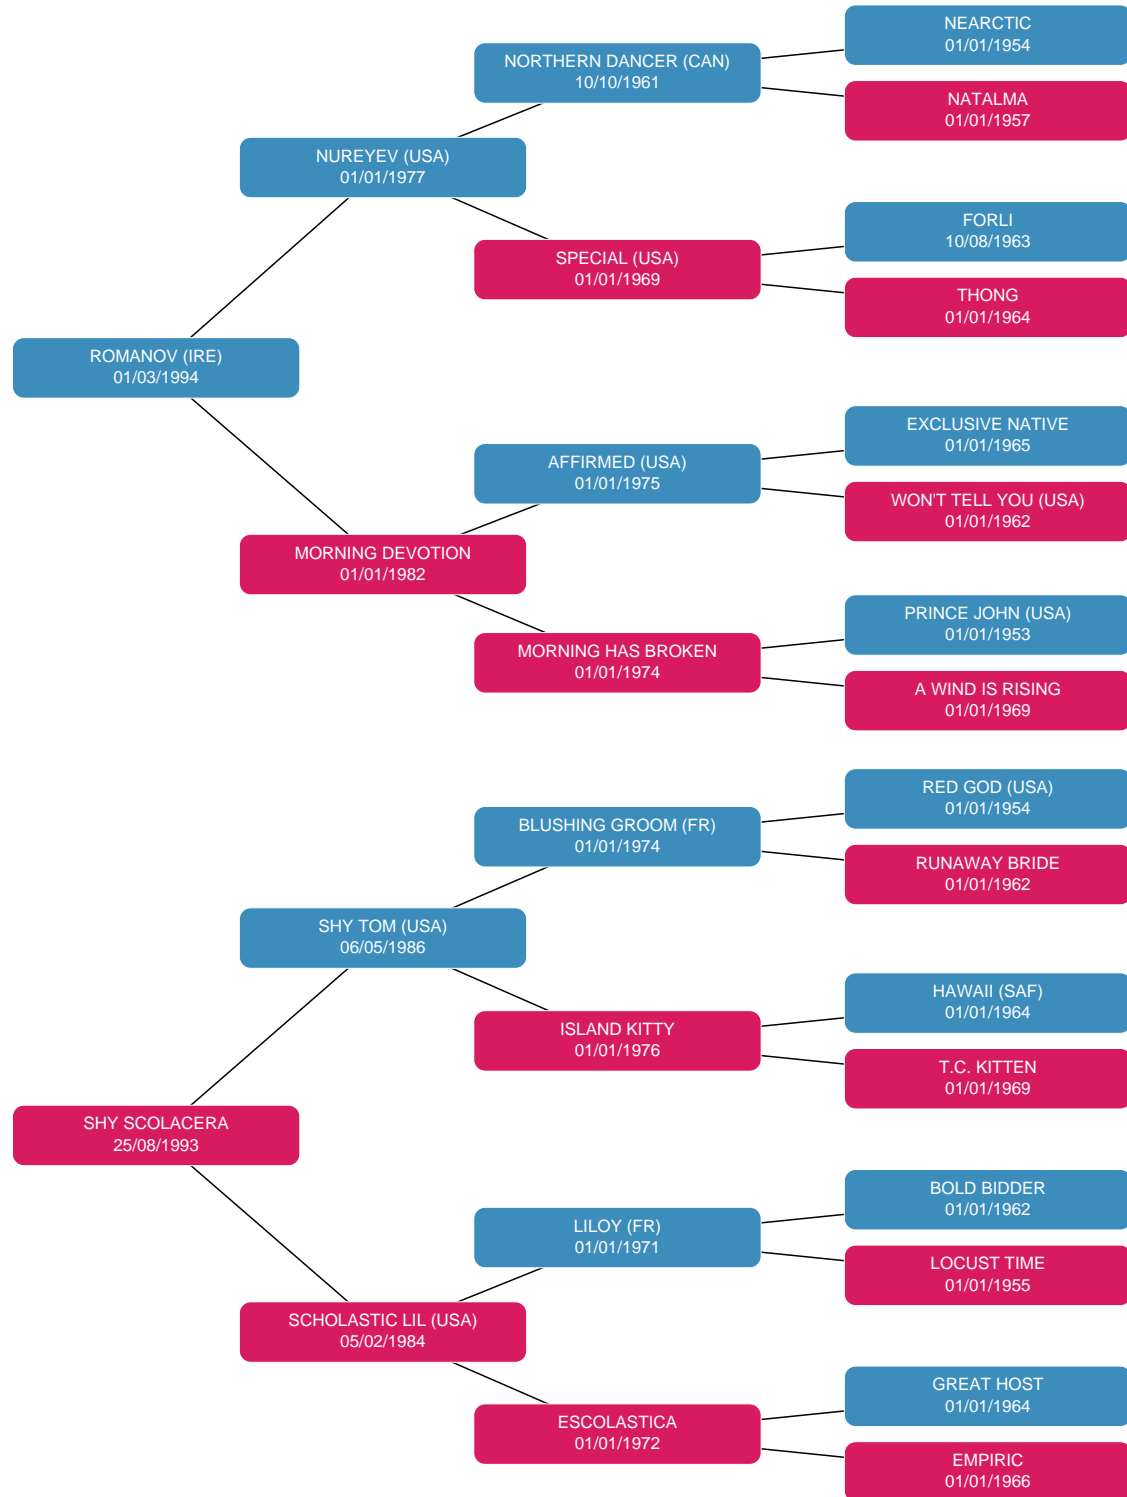 NEARCTIC
01/01/1954
NORTHERN DANCER (CAN)
10/10/1961
NATALMA
01/01/1957
NUREYEV (USA)
01/01/1977
FORLI
10/08/1963
SPECIAL (USA)
01/01/1969
THONG
01/01/1964
ROMANOV (IRE)
01/03/1994
EXCLUSIVE NATIVE
01/01/1965
AFFIRMED (USA)
01/01/1975
WON'T TELL YOU (USA)
01/01/1962
MORNING DEVOTION
01/01/1982
PRINCE JOHN (USA)
01/01/1953
MORNING HAS BROKEN
01/01/1974
A WIND IS RISING
01/01/1969
RED GOD (USA)
01/01/1954
BLUSHING GROOM (FR)
01/01/1974
RUNAWAY BRIDE
01/01/1962
SHY TOM (USA)
06/05/1986
HAWAII (SAF)
01/01/1964
ISLAND KITTY
01/01/1976
T.C. KITTEN
01/01/1969
SHY SCOLACERA
25/08/1993
BOLD BIDDER
01/01/1962
LILOY (FR)
01/01/1971
LOCUST TIME
01/01/1955
SCHOLASTIC LIL (USA)
05/02/1984
GREAT HOST
01/01/1964
ESCOLASTICA
01/01/1972
EMPIRIC
01/01/1966